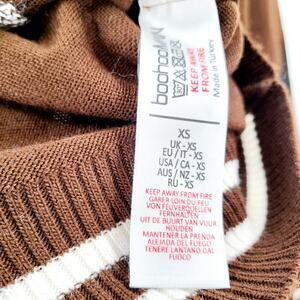 boohooMAN
KEEP AWAY
FROM FIRE
Made in Turkey
XS
UK - XS
EU / IT - XS
USA / CA - XS
AUS / NZ - XS
RU - XS
KEEP AWAY FROM FIRE
GARER LOIN DU FEU
VON FEUERQUELLEN
FERNHALTEN
UIT DE BUURT VAN VUUR
HOUDEN
MANTENER LA PRENDA
ALEJADA DEL FUEGO
TENERE LANTANO DAL
FUOCO